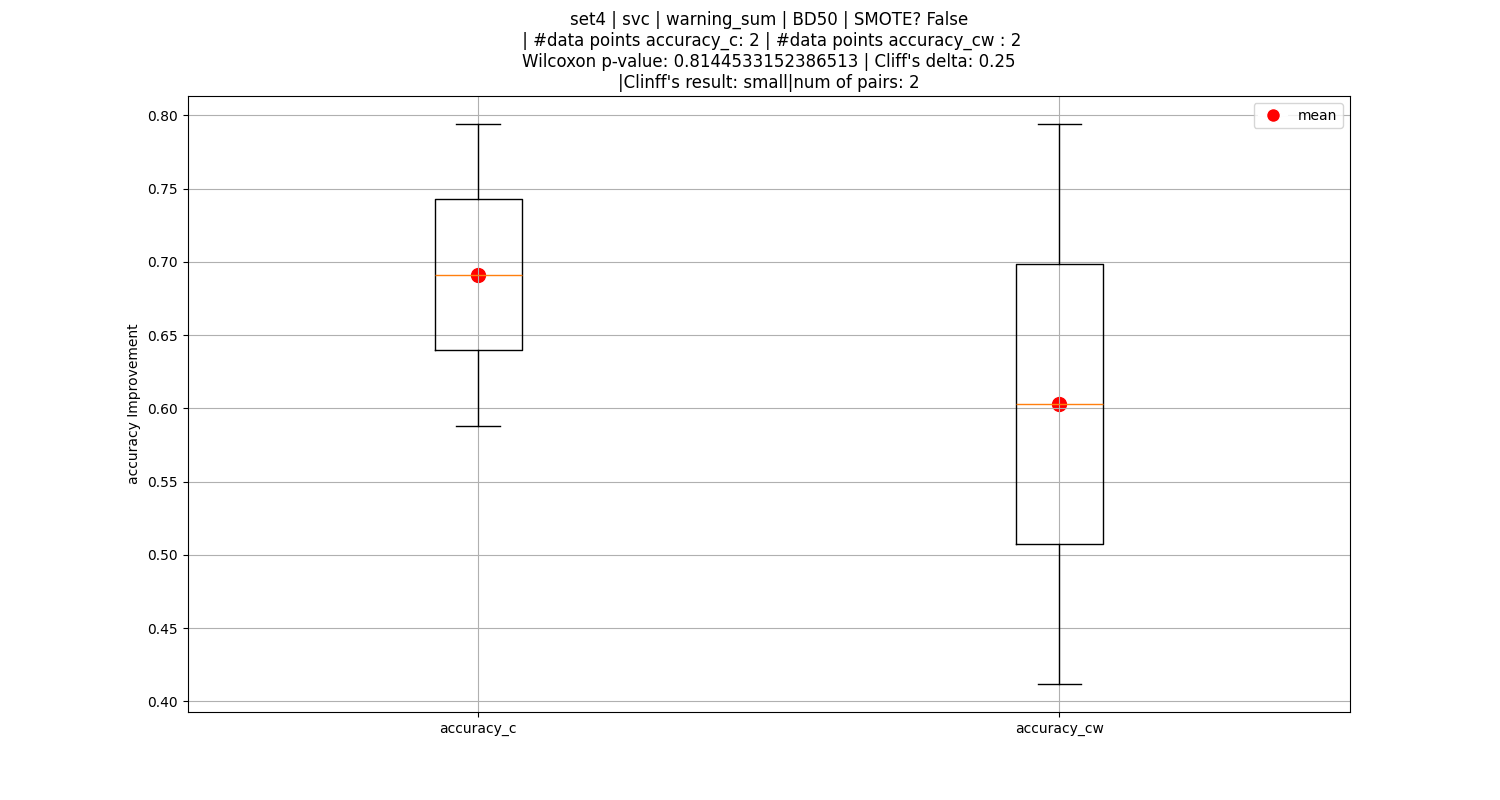 set4 | svc | warning_sum | BD50 | SMOTE? False
| #data points accuracy_c: 2 | #data points accuracy_cw : 2
Wilcoxon p-value: 0.8144533152386513 | Cliff's delta: 0.25
|Clinff's result: small|num of pairs: 2
mean
0.80
0.75
0.70
0.65
0.60
0.55
0.50
0.45
0.40
accuracy Improvement
accuracy_c
accuracy_cw